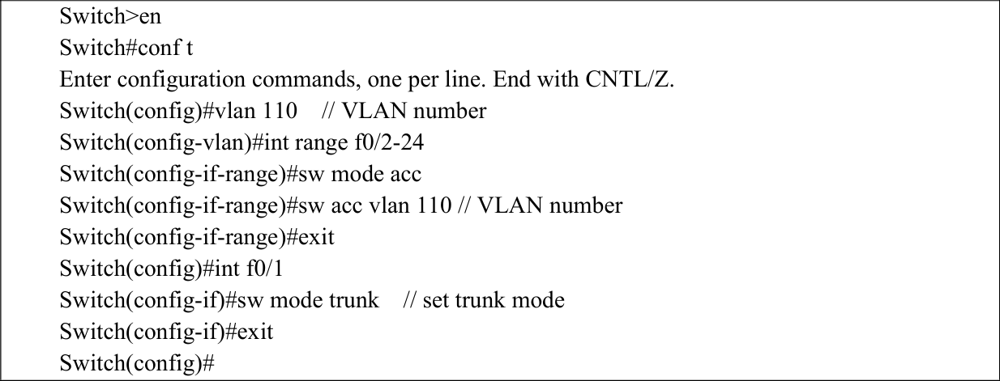 Switch>en
Switch#conf t
Enter configuration commands, one per line. End with CNTL/Z.
Switch(config)#vlan 110    // VLAN number
Switch(config-vlan)#int range f0/2-24
Switch(config-if-range)#sw mode acc
Switch(config-if-range)#sw acc vlan 110 // VLAN number
Switch(config-if-range)#exit
Switch(config)#int f0/1
Switch(config-if)#sw mode trunk    // set trunk mode
Switch(config-if)#exit
Switch(config)#